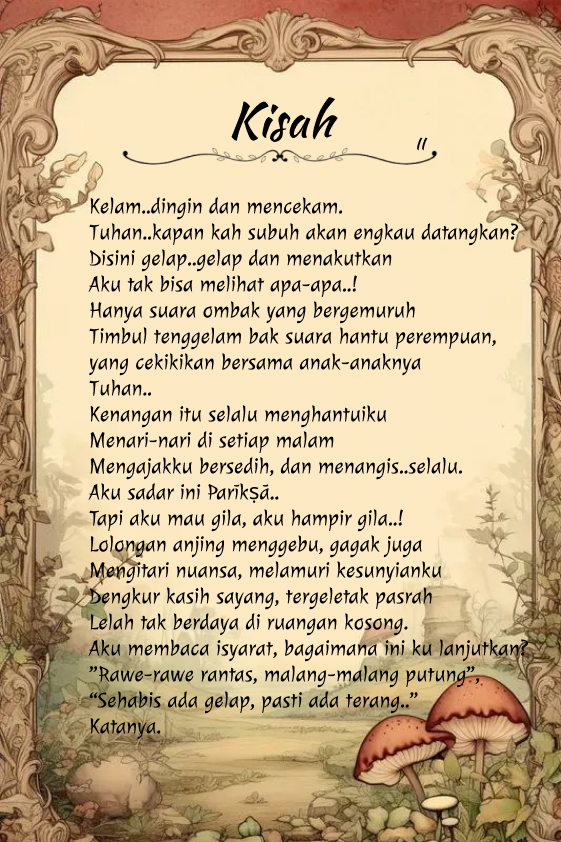 Kisah
"
Kelam..dingin dan mencekam.
Tuhan..kapan kah subuh akan engkau datangkan?
Disini gelap..gelap dan menakutkan
Aku tak bisa melihat apa-apa..!
Hanya suara ombak yang bergemuruh
Timbul tenggelam bak suara hantu perempuan,
yang cekikikan bersama anak-anaknya
Tuhan..
Kenangan itu selalu menghantuiku
Menari-nari di setiap malam
Mengajakku bersedih, dan menangis..selalu.
Aku sadar ini Parīkṣā..
Tapi aku mau gila, aku hampir gila..!
Lolongan anjing menggebu, gagak juga
Mengitari nuansa, melamuri kesunyianku
Dengkur kasih sayang, tergeletak pasrah
Lelah tak berdaya di ruangan kosong.
Aku membaca isyarat, bagaimana ini ku lanjutkan?
"Rawe-rawe rantas, malang-malang putung",
"Sehabis ada gelap, pasti ada terang.."
Katanya.